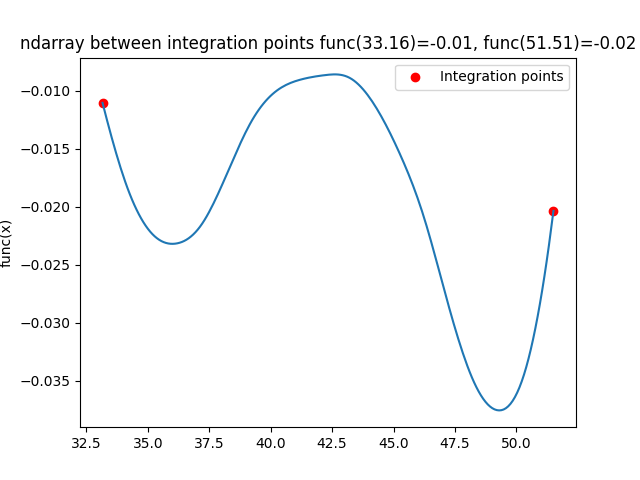 ndarray between integration points func(33.16)=-0.01, func(51.51)=-0.02
Integration points
func(x)
−0.010
−0.015
−0.020
−0.025
−0.030
−0.035
32.5 35.0 37.5 40.0 42.5 45.0 47.5 50.0